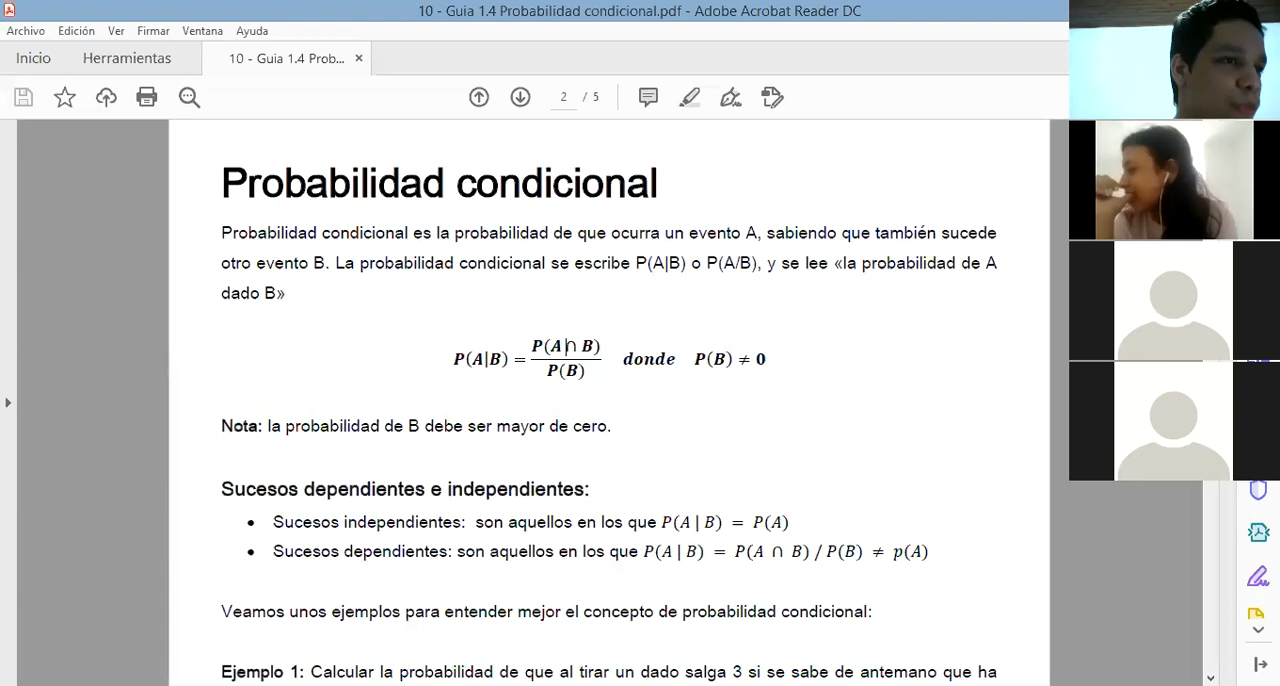 10 - Guia 1.4 Probabilidad condicional.pdf - Adobe Acrobat Reader DC
Archivo Edición Ver Firmar Ventana Ayuda
Inicio Herramientas 10 - Guia 1.4 Prob... ×
2 / 5
Probabilidad condicional
Probabilidad condicional es la probabilidad de que ocurra un evento A, sabiendo que también sucede
otro evento B. La probabilidad condicional se escribe P(A|B) o P(A/B), y se lee «la probabilidad de A
dado B»
P(A|B) = P(A ∩ B) / P(B) donde P(B) ≠ 0
Nota: la probabilidad de B debe ser mayor de cero.
Sucesos dependientes e independientes:
• Sucesos independientes: son aquellos en los que P(A | B) = P(A)
• Sucesos dependientes: son aquellos en los que P(A | B) = P(A ∩ B) / P(B) ≠ p(A)
Veamos unos ejemplos para entender mejor el concepto de probabilidad condicional:
Ejemplo 1: Calcular la probabilidad de que al tirar un dado salga 3 si se sabe de antemano que ha